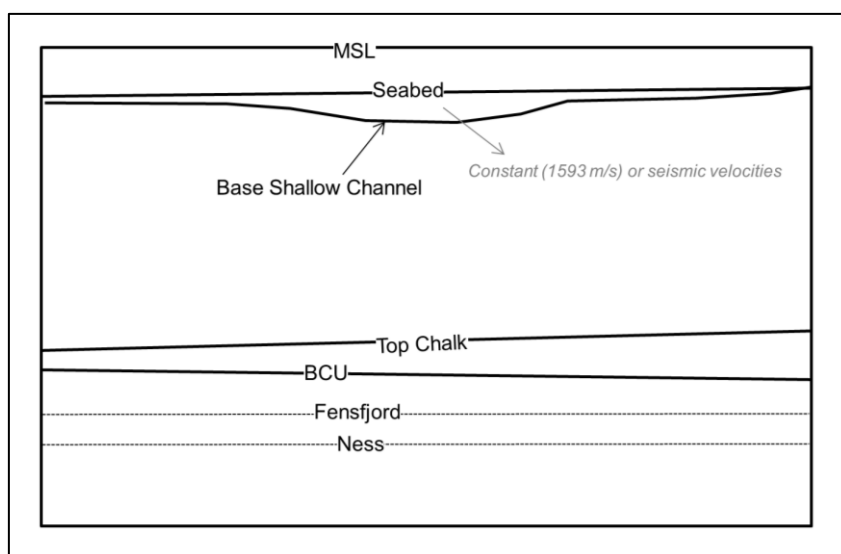 MSL
Seabed
Constant (1593 m/s) or seismic velocities
Base Shallow Channel
Top Chalk
BCU
Fensfjord
Ness